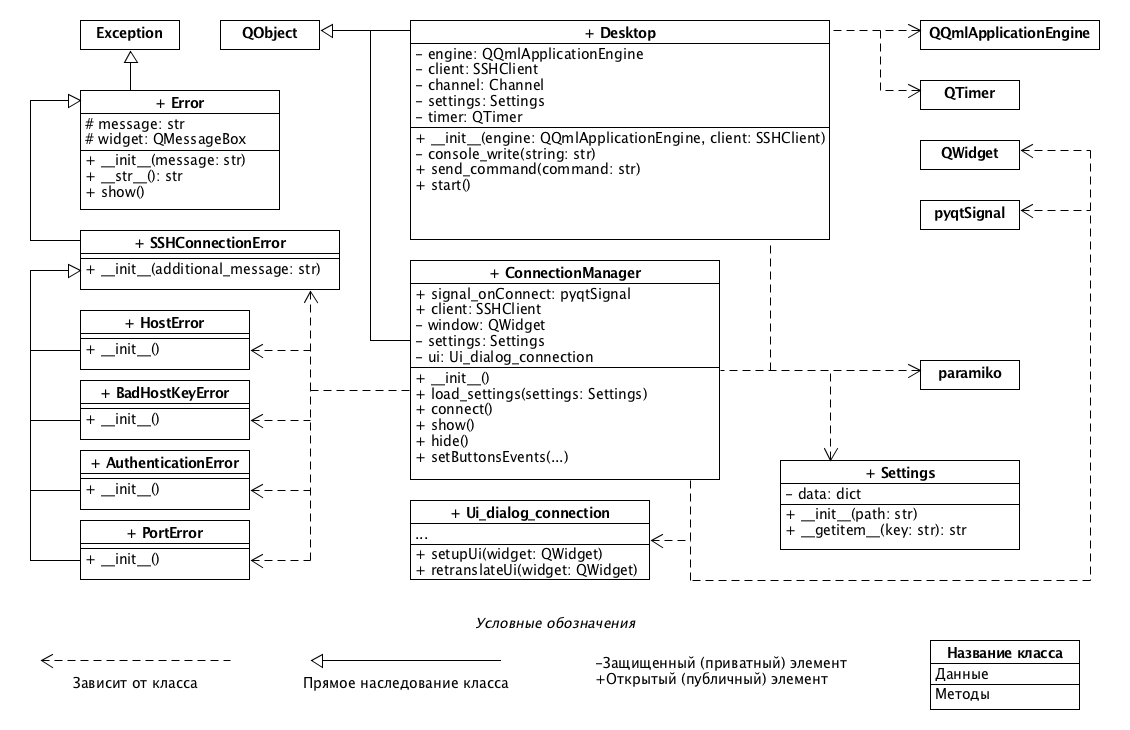 Exception
QObject
+ Desktop
– engine: QQmlApplicationEngine
– client: SSHClient
– channel: Channel
– settings: Settings
– timer: QTimer
+ __init__(engine: QQmlApplicationEngine, client: SSHClient)
– console_write(string: str)
+ send_command(command: str)
+ start()
QQmlApplicationEngine
QTimer
QWidget
pyqtSignal
+ Error
# message: str
# widget: QMessageBox
+ __init__(message: str)
+ __str__(): str
+ show()
+ SSHConnectionError
+ __init__(additional_message: str)
+ HostError
+ __init__()
+ BadHostKeyError
+ __init__()
+ AuthenticationError
+ __init__()
+ PortError
+ __init__()
+ ConnectionManager
+ signal_onConnect: pyqtSignal
+ client: SSHClient
– window: QWidget
– settings: Settings
– ui: Ui_dialog_connection
+ __init__()
+ load_settings(settings: Settings)
+ connect()
+ show()
+ hide()
+ setButtonsEvents(...)
+ Ui_dialog_connection
...
+ setupUi(widget: QWidget)
+ retranslateUi(widget: QWidget)
paramiko
+ Settings
– data: dict
+ __init__(path: str)
+ __getitem__(key: str): str
Условные обозначения
Зависит от класса
Прямое наследование класса
–Защищенный (приватный) элемент
+Открытый (публичный) элемент
Название класса
Данные
Методы